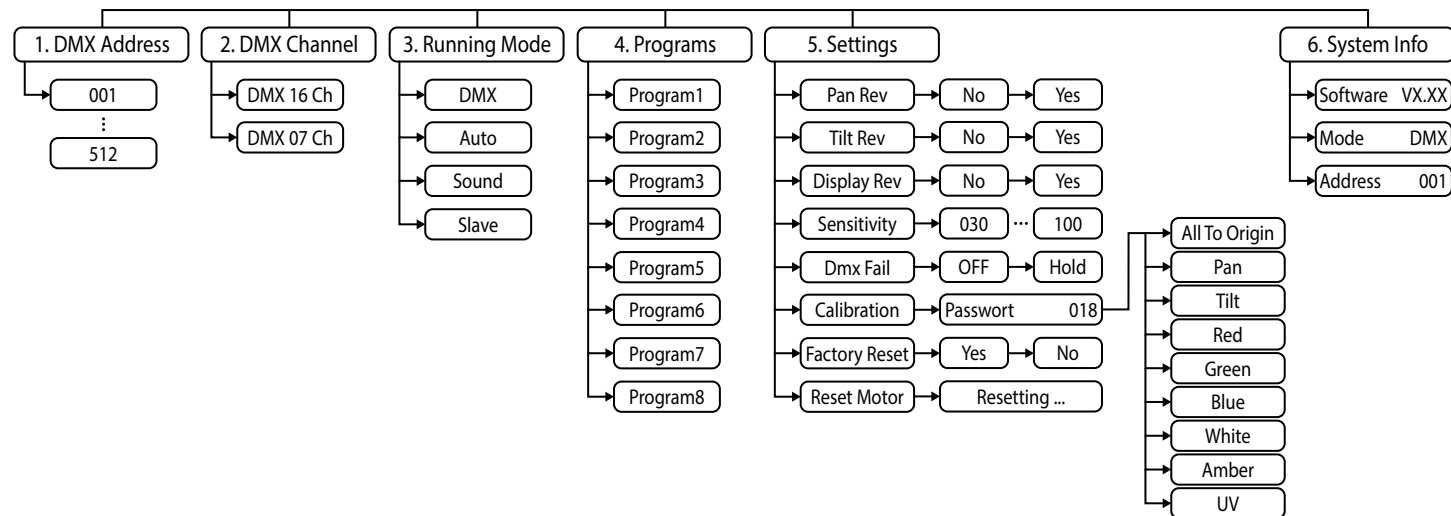 1. DMX Address
001
⋮
512
2. DMX Channel
DMX 16 Ch
DMX 07 Ch
3. Running Mode
DMX
Auto
Sound
Slave
4. Programs
Program1
Program2
Program3
Program4
Program5
Program6
Program7
Program8
5. Settings
Pan Rev No Yes
Tilt Rev No Yes
Display Rev No Yes
Sensitivity 030 ... 100
Dmx Fail OFF Hold
Calibration Passwort 018
All To Origin
Pan
Tilt
Red
Green
Blue
White
Amber
UV
Factory Reset Yes No
Reset Motor Resetting ...
6. System Info
Software VX.XX
Mode DMX
Address 001